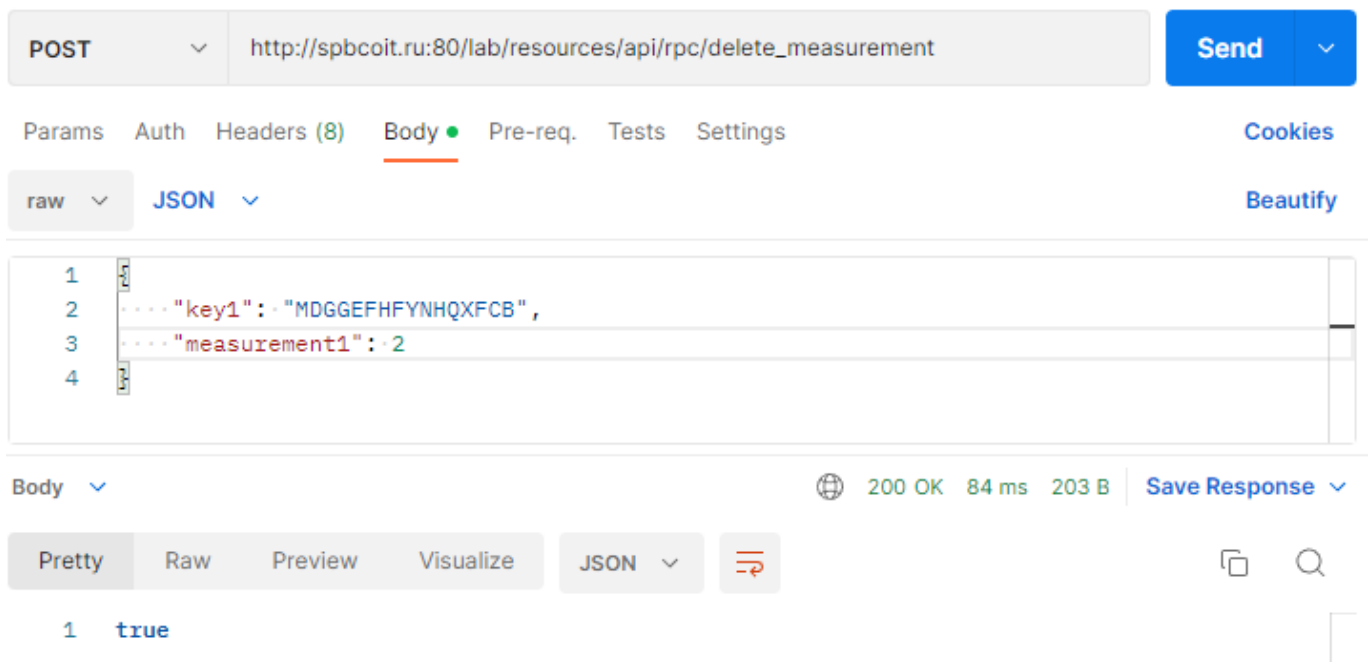 POST http://spbcoit.ru:80/lab/resources/api/rpc/delete_measurement Send
Params Auth Headers (8) Body Pre-req. Tests Settings Cookies
raw JSON Beautify
1 {
2 "key1": "MDGGEFHFYNHQXFCB",
3 "measurement1": 2
4 }
Body 200 OK 84 ms 203 B Save Response
Pretty Raw Preview Visualize JSON
1 true